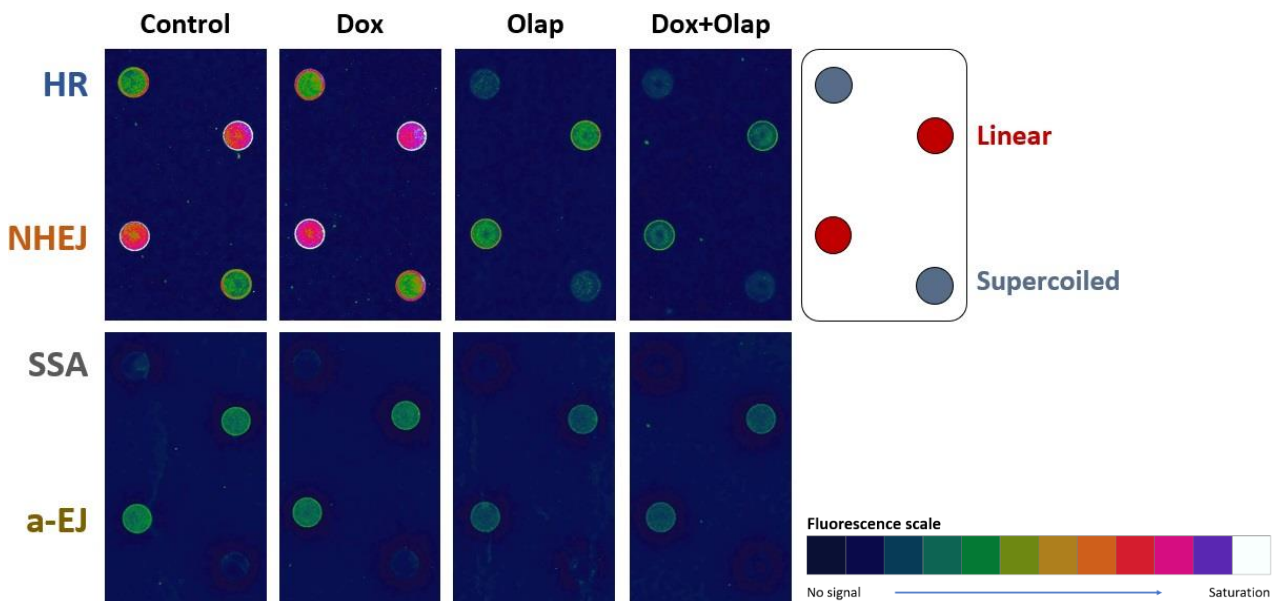 Control Dox Olap Dox+Olap
HR
Linear
NHEJ
Supercoiled
SSA
a-EJ
Fluorescence scale
No signal Saturation